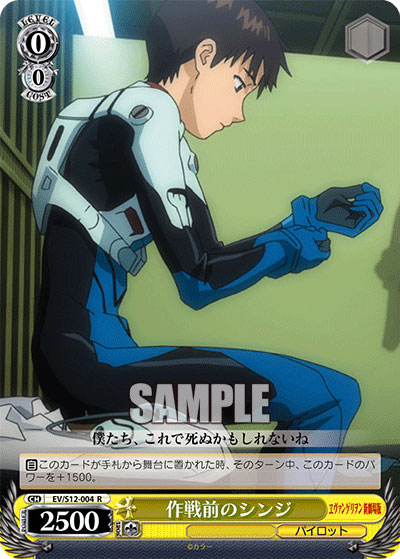 LEVEL
0
0
COST
SAMPLE
僕たち、これで死ぬかもしれないね
自 このカードが手札から舞台に置かれた時、そのターン中、このカードのパ
ワーを+1500。
CH EV/S12-004 R
作戦前のシンジ
ヱヴァンゲリヲン 新劇場版
POWER
2500
パイロット
©カラー